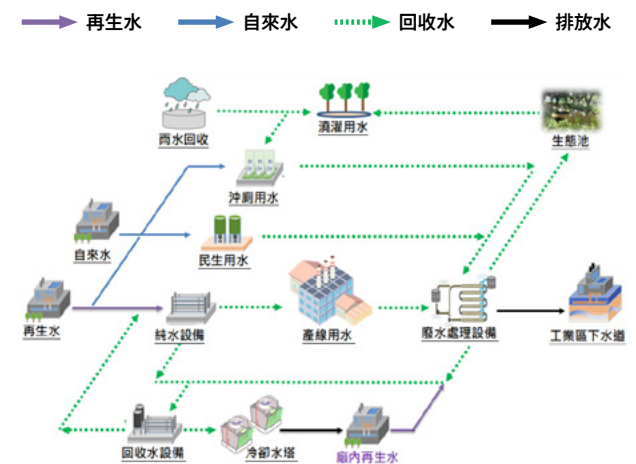 再生水 自來水 回收水 排放水
雨水回收
澆灌用水
生態池
沖廁用水
自來水
民生用水
再生水
純水設備
產線用水
廢水處理設備
工業區下水道
回收水設備
冷卻水塔
廠內再生水